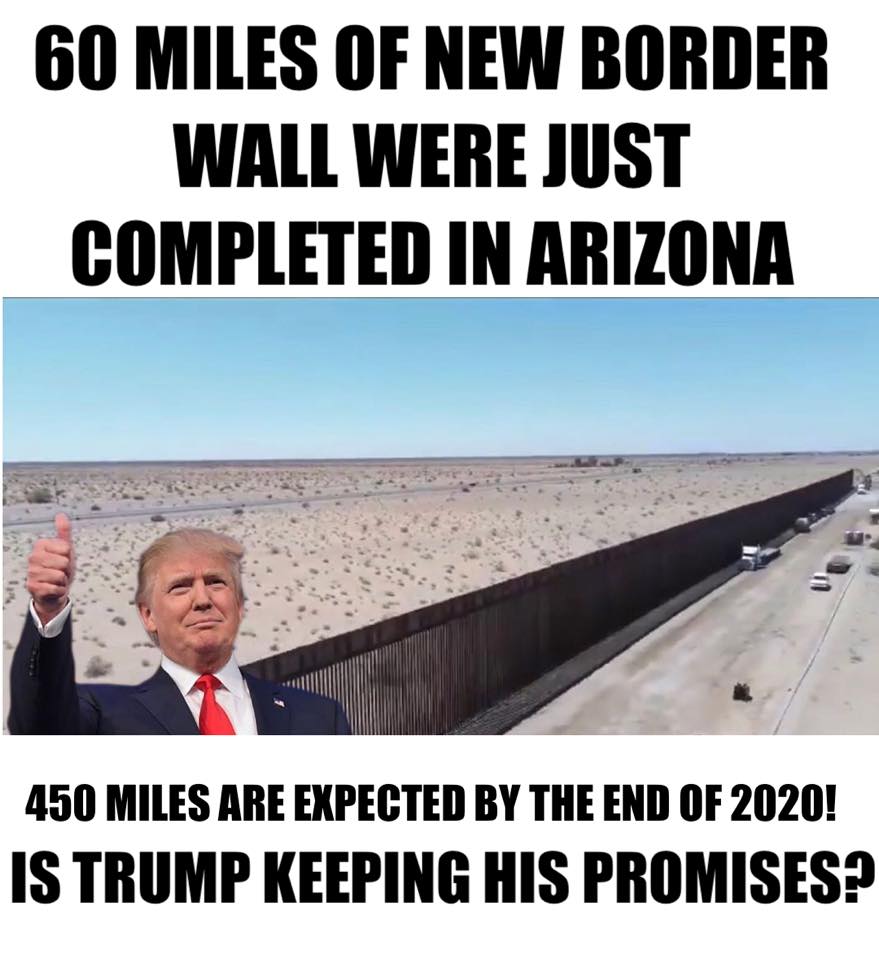 60 MILES OF NEW BORDER
WALL WERE JUST
COMPLETED IN ARIZONA
450 MILES ARE EXPECTED BY THE END OF 2020!
IS TRUMP KEEPING HIS PROMISES?